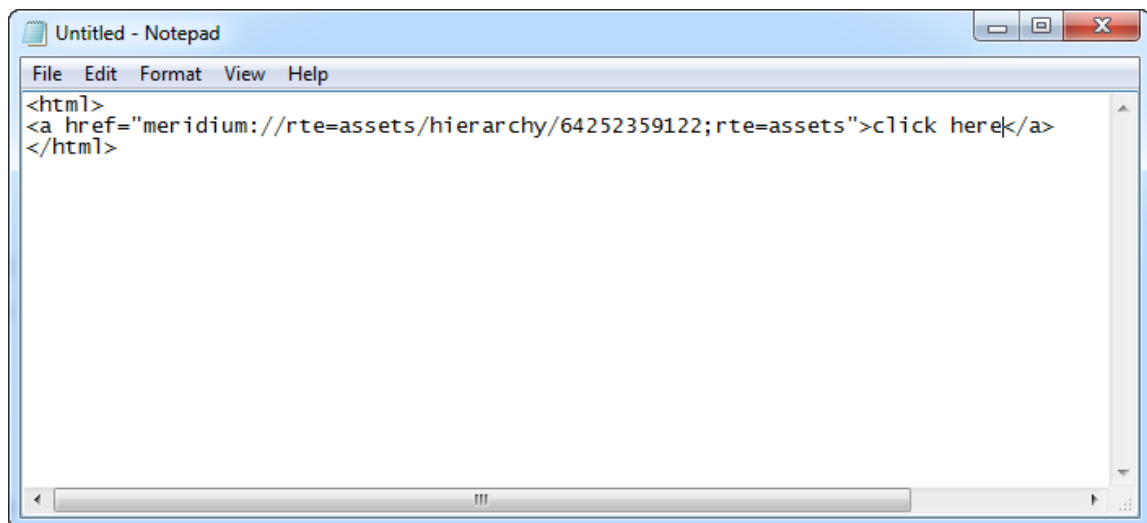 Untitled - Notepad
File Edit Format View Help
<html>
<a href="meridium://rte=assets/hierarchy/64252359122;rte=assets">click here</a>
</html>